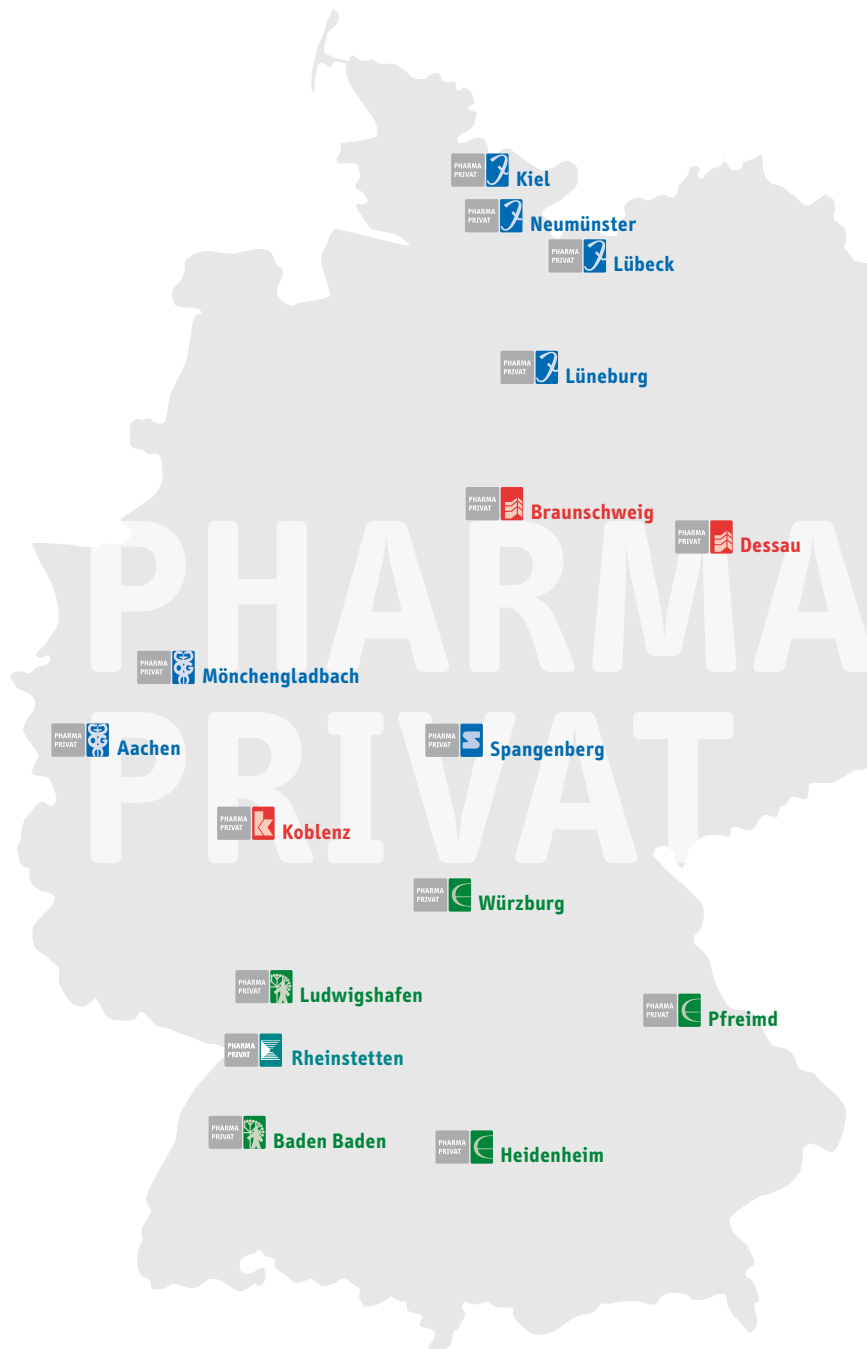 PHARMA
PRIVAT
Kiel
PHARMA
PRIVAT
Neumünster
PHARMA
PRIVAT
Lübeck
PHARMA
PRIVAT
Lüneburg
PHARMA
PRIVAT
Braunschweig
PHARMA
PRIVAT
Dessau
PHARMA
PHARMA
PRIVAT
OG
Mönchengladbach
PRIVAT
PHARMA
PRIVAT
OG
Aachen
PHARMA
PRIVAT
S
Spangenberg
PHARMA
PRIVAT
K
Koblenz
PHARMA
PRIVAT
E
Würzburg
PHARMA
PRIVAT
Ludwigshafen
PHARMA
PRIVAT
E
Pfreimd
PHARMA
PRIVAT
Rheinstetten
PHARMA
PRIVAT
Baden Baden
PHARMA
PRIVAT
E
Heidenheim